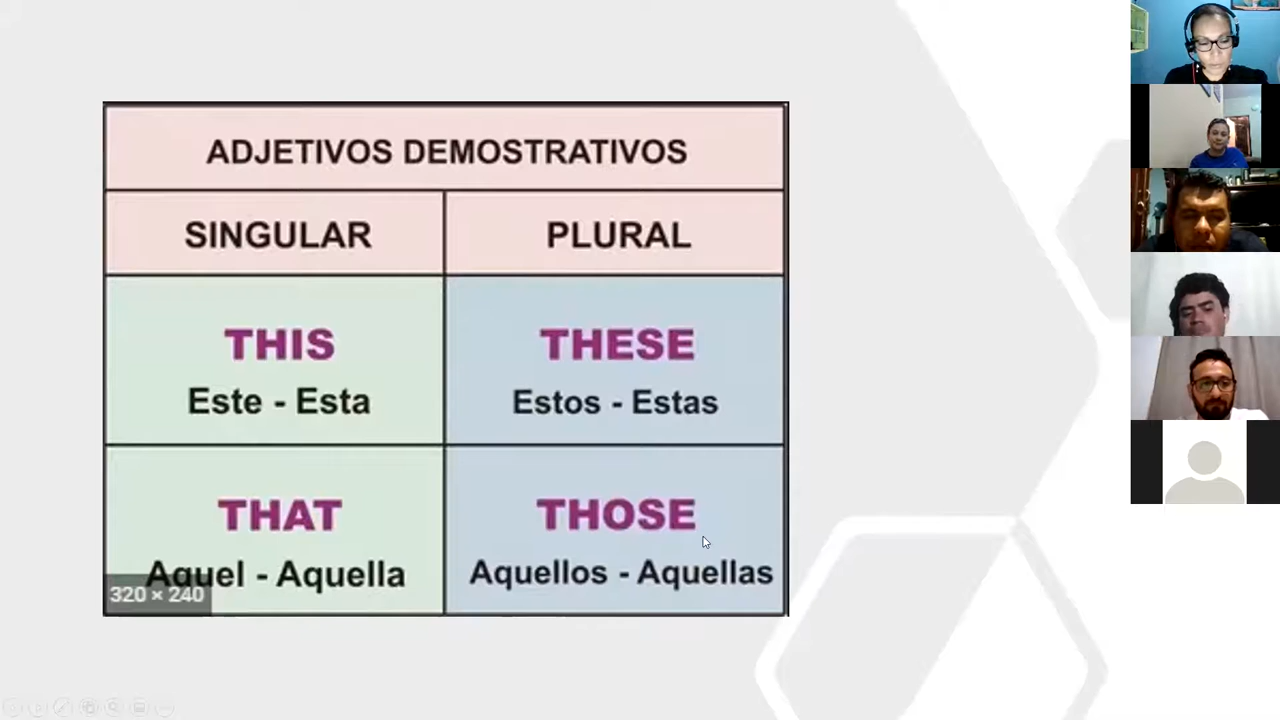 ADJETIVOS DEMOSTRATIVOS
SINGULAR
PLURAL
THIS
Este - Esta
THESE
Estos - Estas
THAT
Aquel - Aquella
THOSE
Aquellos - Aquellas
320 × 240